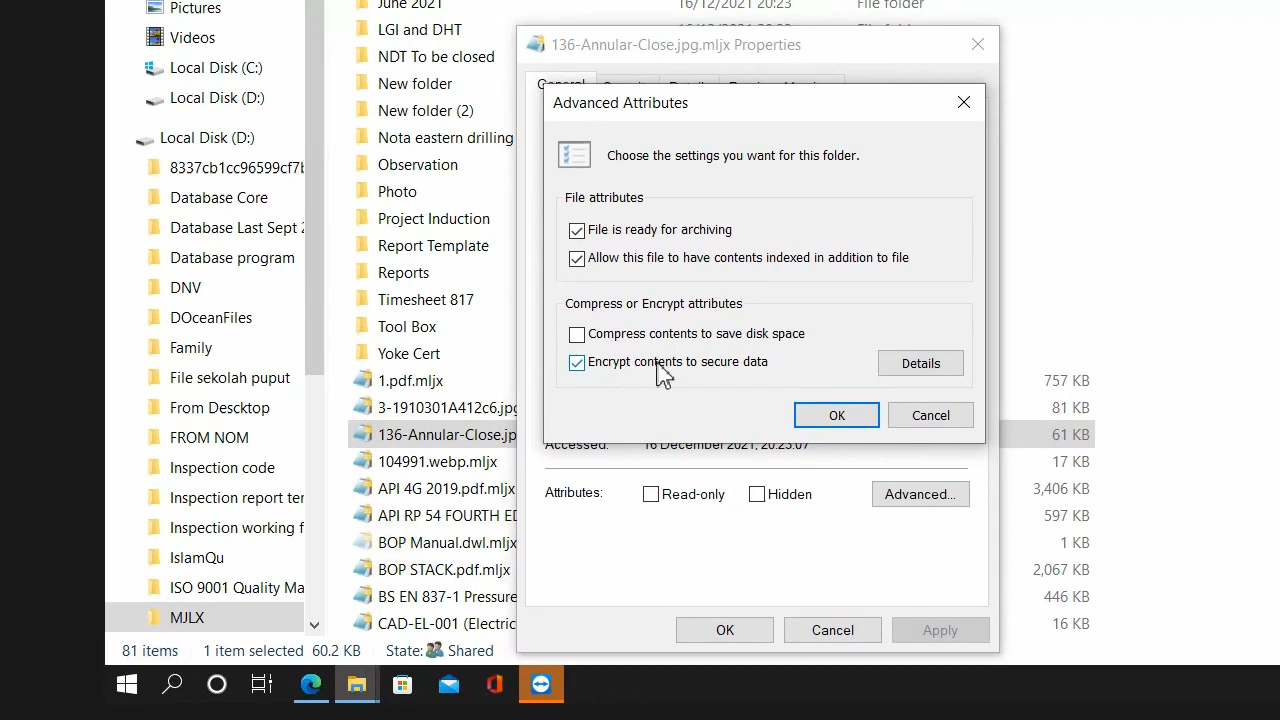 Pictures
Videos
Local Disk (C:)
Local Disk (D:)
Local Disk (D:)
8337cb1cc96599cf7b
Database Core
Database Last Sept 2
Database program
DNV
DOceanFiles
Family
File sekolah puput
From Descktop
FROM NOM
Inspection code
Inspection report ter
Inspection working f
IslamQu
ISO 9001 Quality Ma
MJLX
June 2021 16/12/2021 20:23 File folder
LGI and DHT
NDT To be closed
New folder
New folder (2)
Nota eastern drilling
Observation
Photo
Project Induction
Report Template
Reports
Timesheet 817
Tool Box
Yoke Cert
1.pdf.mljx 757 KB
3-1910301A412c6.jpg 81 KB
136-Annular-Close.jp 61 KB
104991.webp.mljx 17 KB
API 4G 2019.pdf.mljx 3,406 KB
API RP 54 FOURTH ED 597 KB
BOP Manual.dwl.mljx 1 KB
BOP STACK.pdf.mljx 2,067 KB
BS EN 837-1 Pressure 446 KB
CAD-EL-001 (Electric 16 KB
136-Annular-Close.jpg.mljx Properties
General
Advanced Attributes
Choose the settings you want for this folder.
File attributes
File is ready for archiving
Allow this file to have contents indexed in addition to file
Compress or Encrypt attributes
Compress contents to save disk space
Encrypt contents to secure data
Details
OK Cancel
Accessed: 16 December 2021, 20:23:07
Attributes: Read-only Hidden Advanced...
OK Cancel Apply
81 items 1 item selected 60.2 KB State: Shared